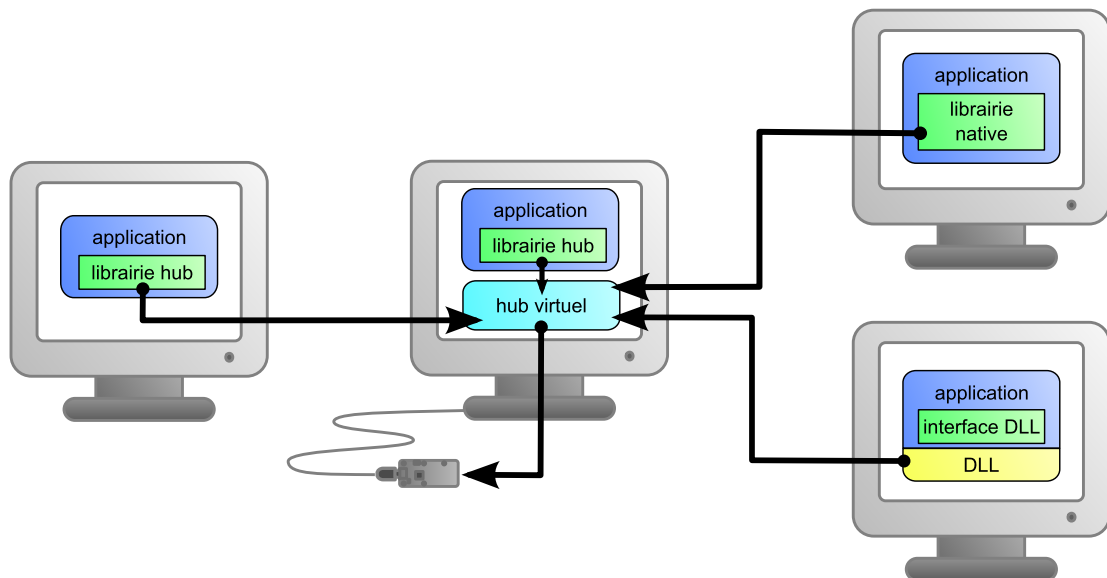 application
librairie hub
application
librairie hub
hub virtuel
application
librairie
native
application
interface DLL
DLL